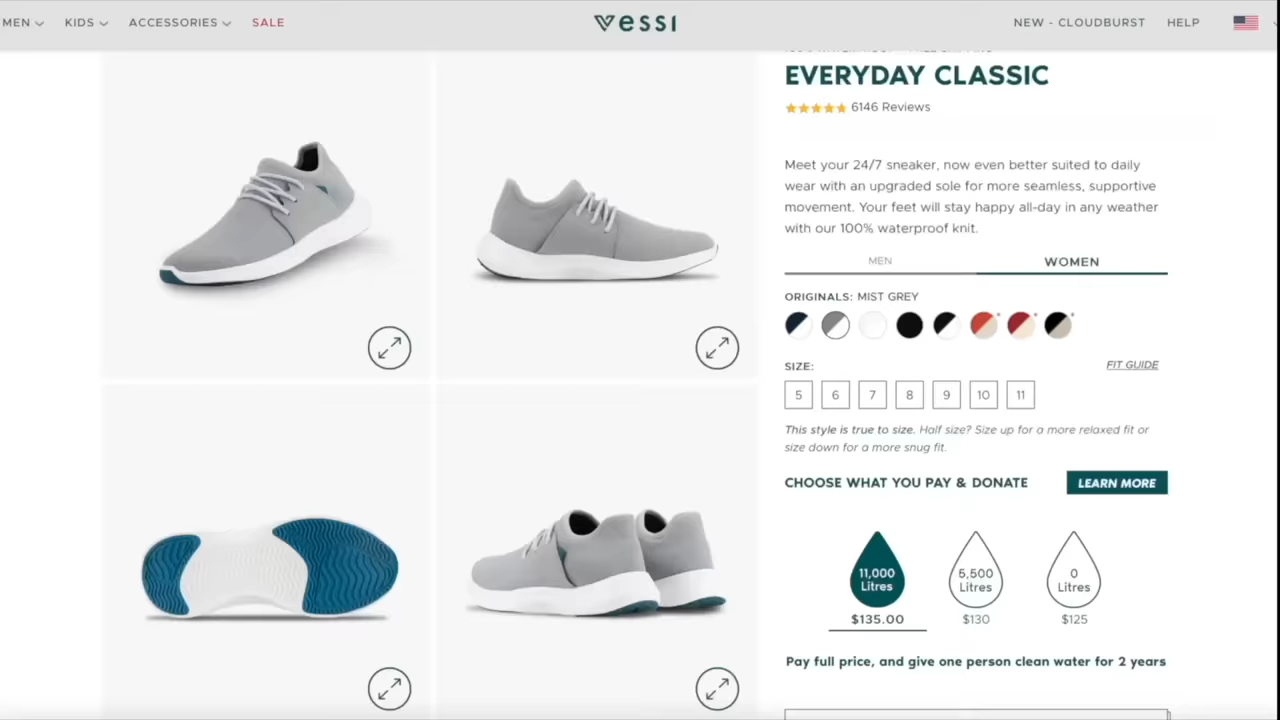 MEN
KIDS
ACCESSORIES
SALE
vessi
NEW - CLOUDBURST
HELP
EVERYDAY CLASSIC
6146 Reviews
Meet your 24/7 sneaker, now even better suited to daily
wear with an upgraded sole for more seamless, supportive
movement. Your feet will stay happy all-day in any weather
with our 100% waterproof knit.
MEN
WOMEN
ORIGINALS: MIST GREY
SIZE:
FIT GUIDE
5 6 7 8 9 10 11
This style is true to size. Half size? Size up for a more relaxed fit or
size down for a more snug fit.
CHOOSE WHAT YOU PAY & DONATE
LEARN MORE
11,000
Litres
$135.00
5,500
Litres
$130
0
Litres
$125
Pay full price, and give one person clean water for 2 years